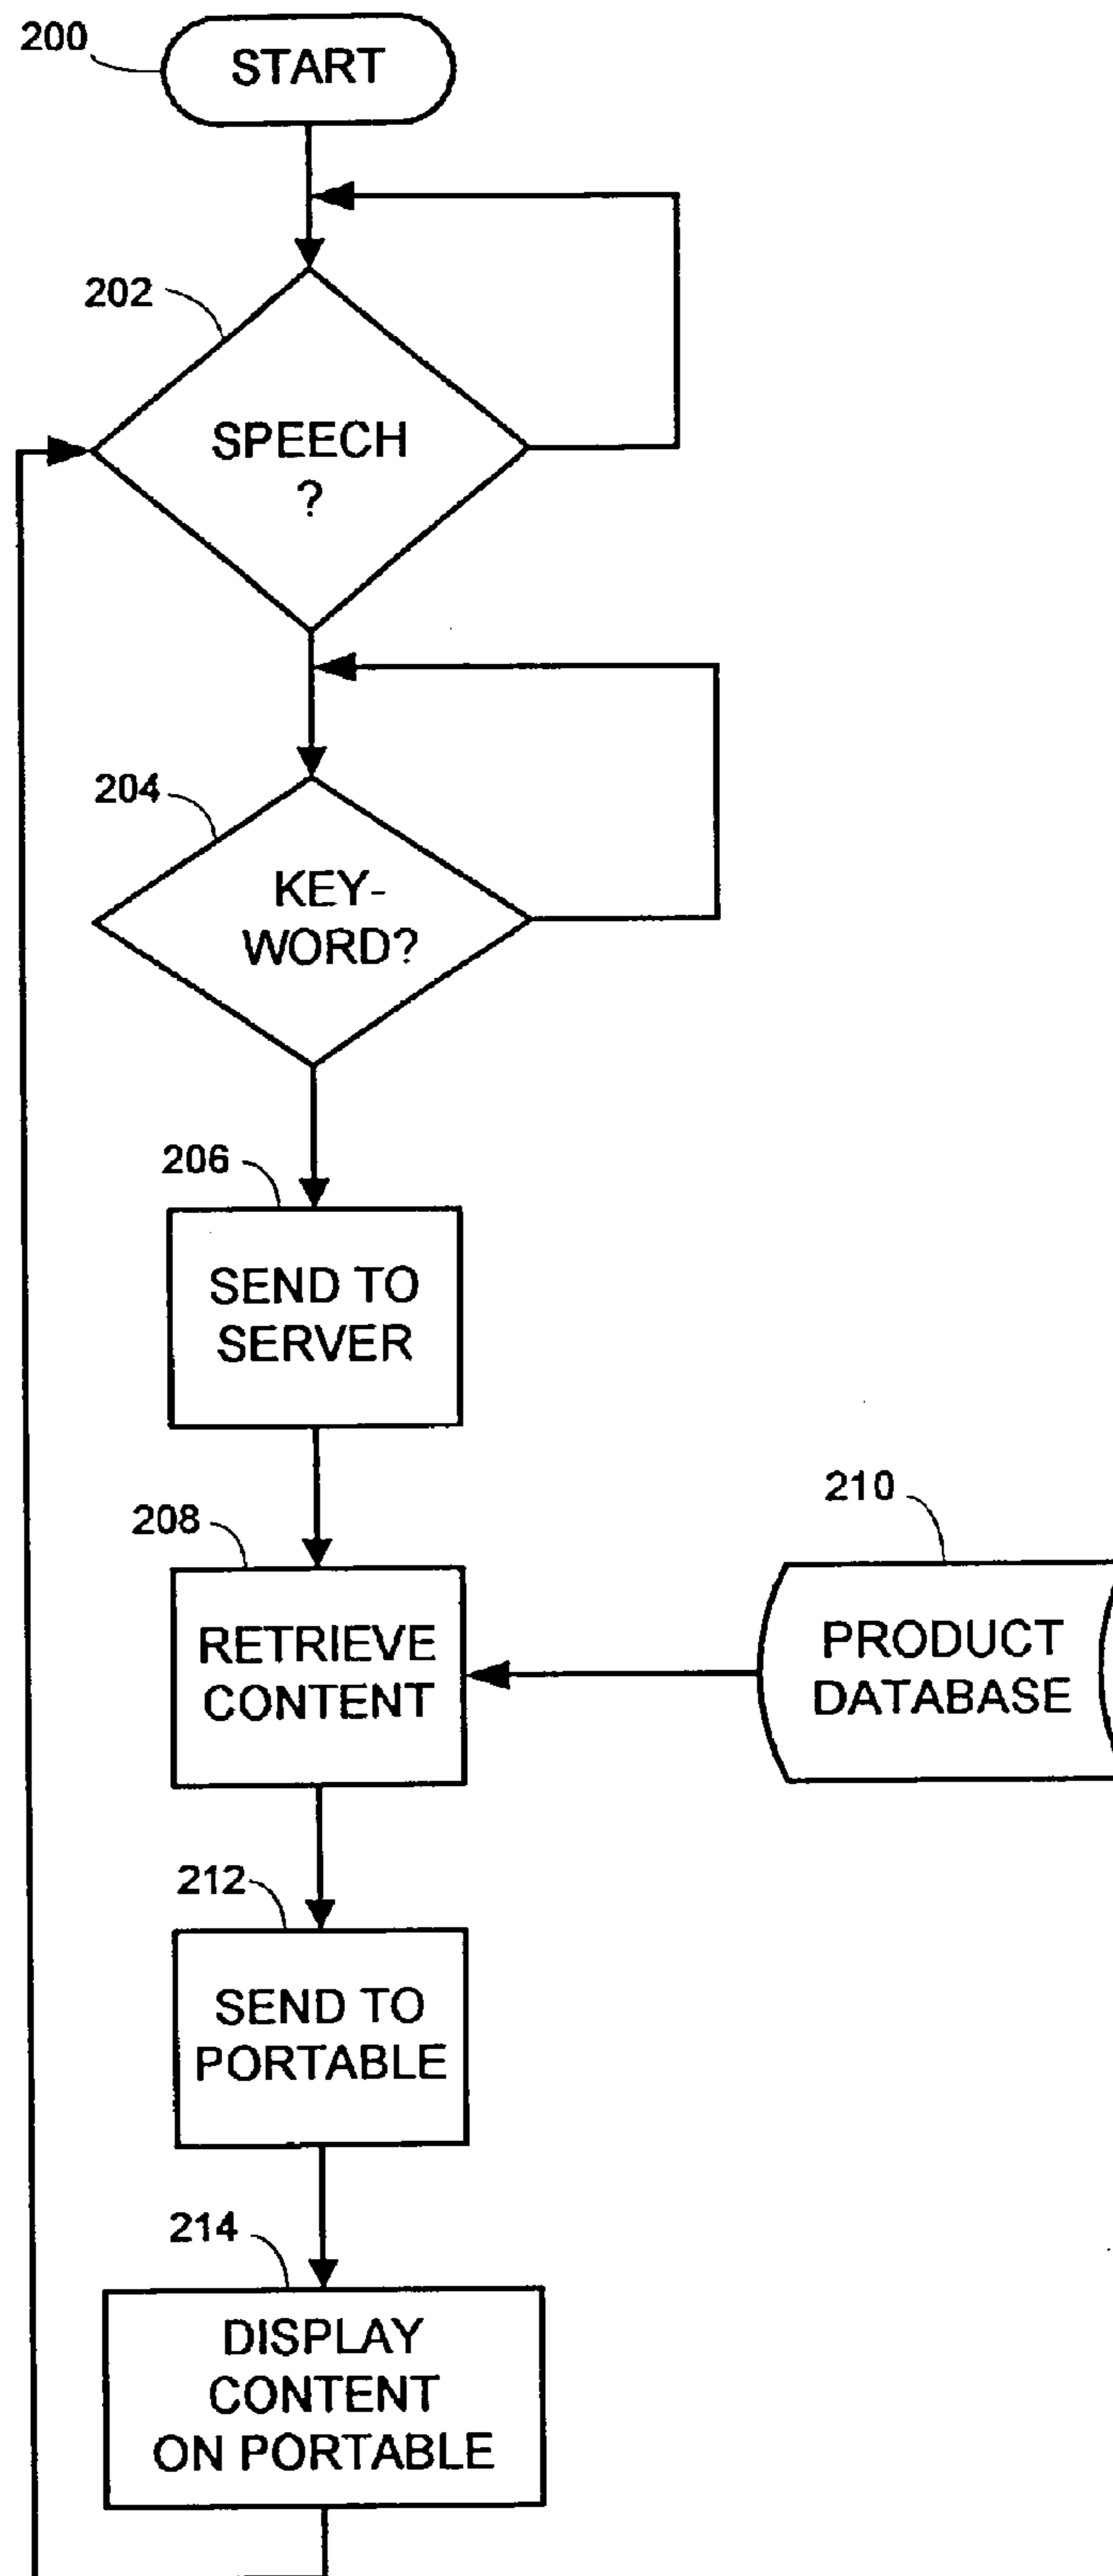 200
START
202
SPEECH
?
204
KEY-
WORD?
206
SEND TO
SERVER
208
RETRIEVE
CONTENT
210
PRODUCT
DATABASE
212
SEND TO
PORTABLE
214
DISPLAY
CONTENT
ON PORTABLE